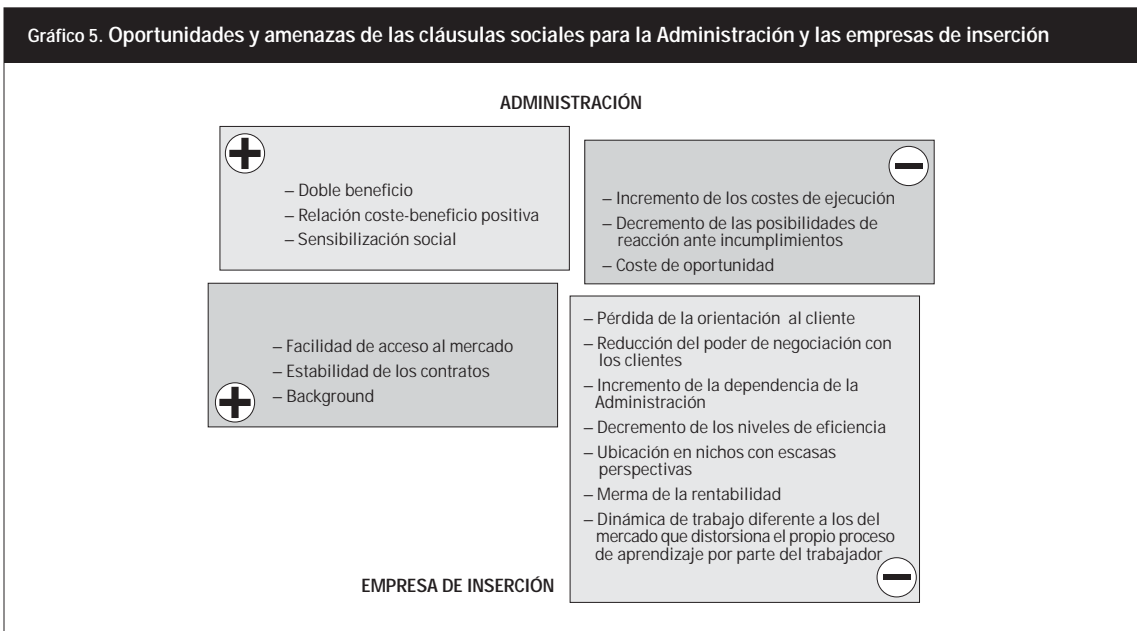 Gráfico 5. Oportunidades y amenazas de las cláusulas sociales para la Administración y las empresas de inserción
ADMINISTRACIÓN
– Doble beneficio
– Relación coste-beneficio positiva
– Sensibilización social
– Incremento de los costes de ejecución
– Decremento de las posibilidades de
reacción ante incumplimientos
– Coste de oportunidad
– Facilidad de acceso al mercado
– Estabilidad de los contratos
– Background
– Pérdida de la orientación al cliente
– Reducción del poder de negociación con
los clientes
– Incremento de la dependencia de la
Administración
– Decremento de los niveles de eficiencia
– Ubicación en nichos con escasas
perspectivas
– Merma de la rentabilidad
– Dinámica de trabajo diferente a los del
mercado que distorsiona el propio proceso
de aprendizaje por parte del trabajador
EMPRESA DE INSERCIÓN